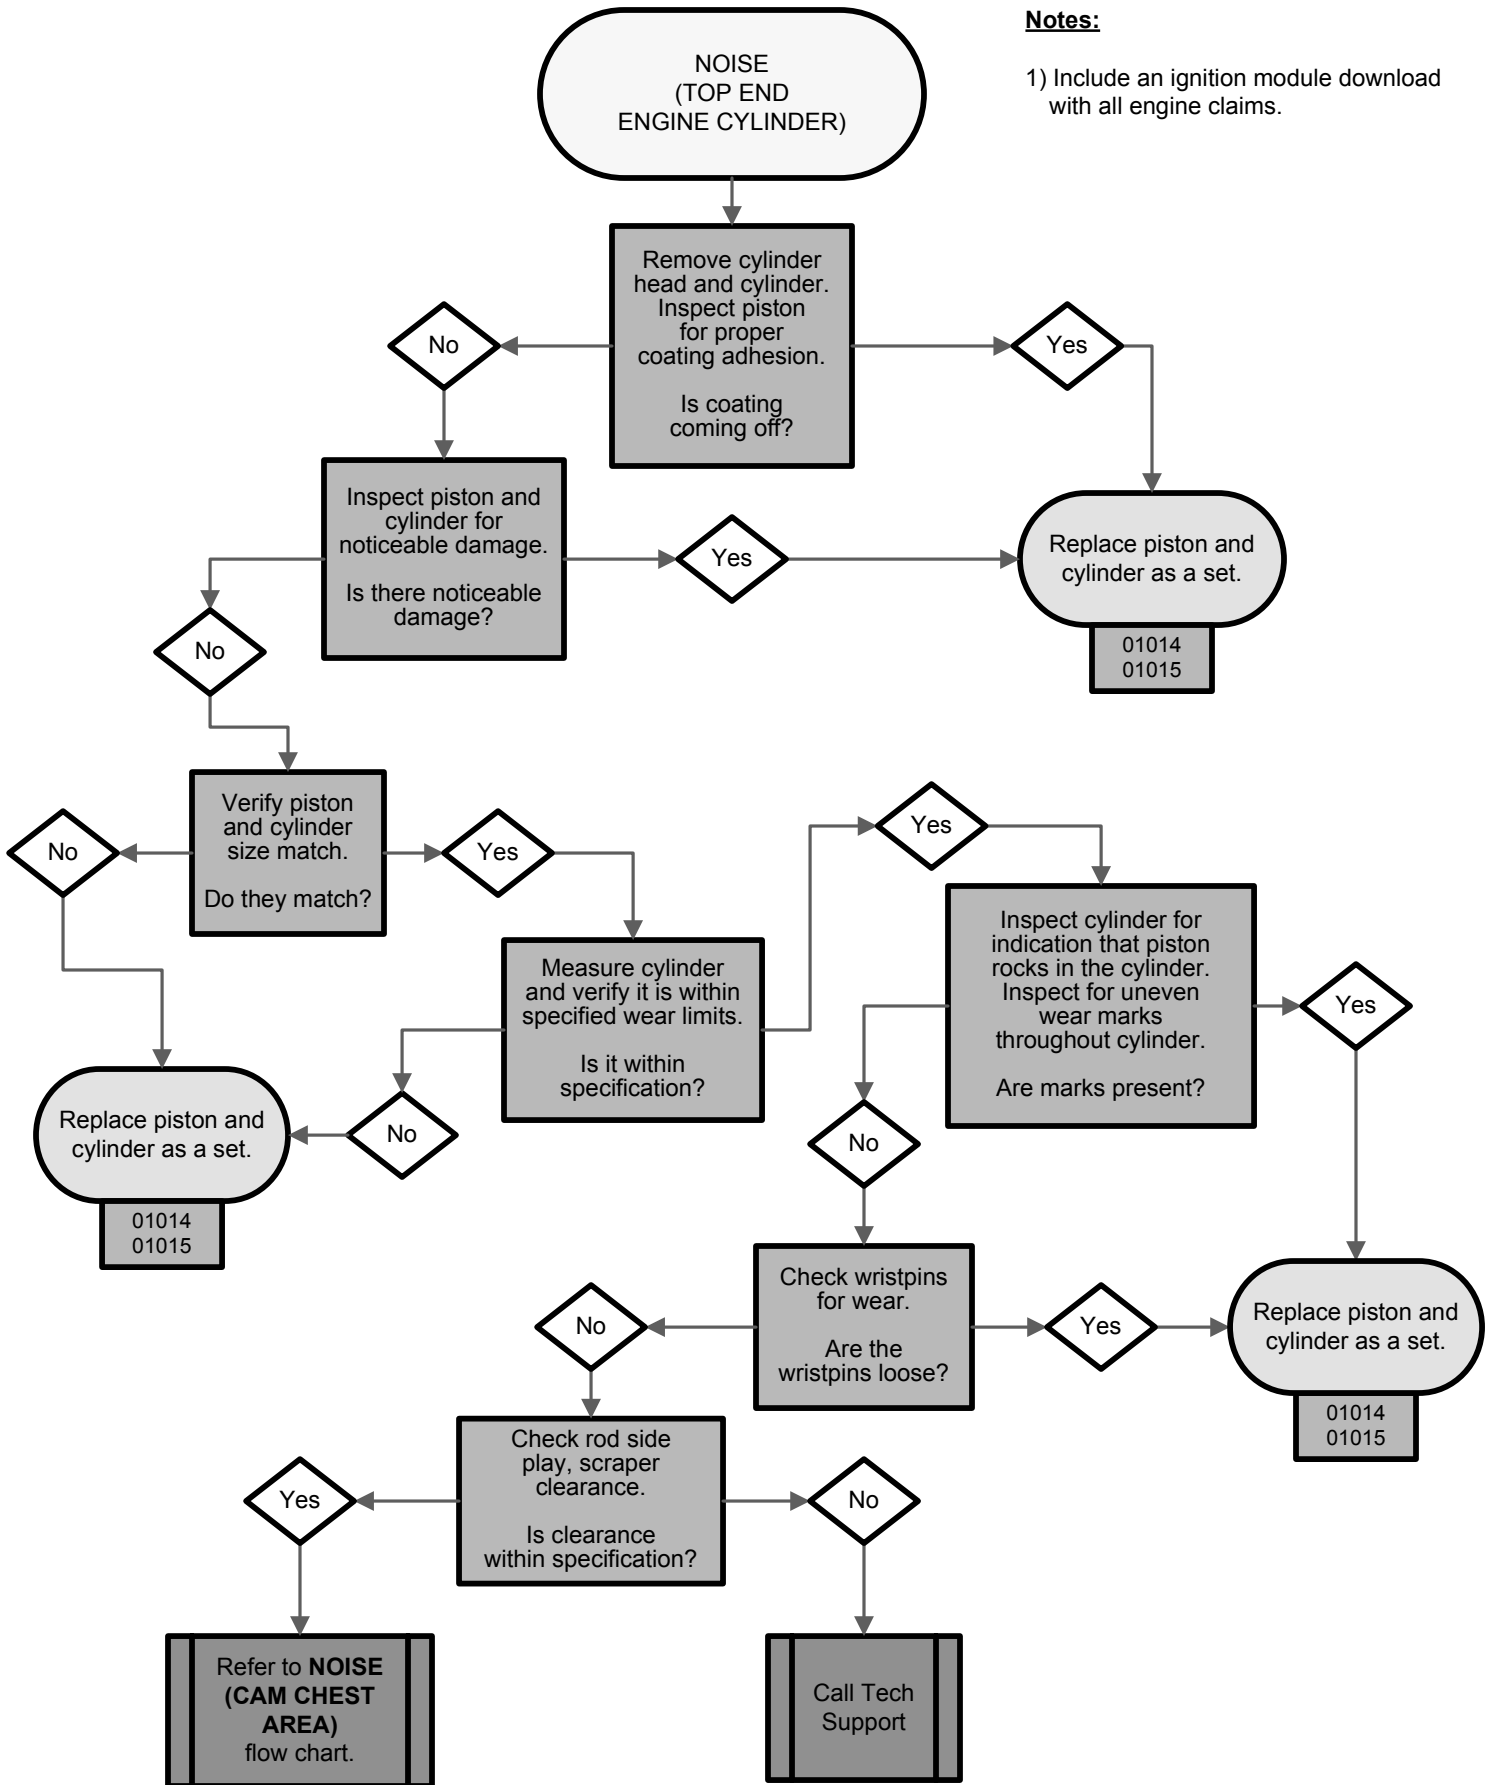 Notes:
1) Include an ignition module download
with all engine claims.
NOISE
(TOP END
ENGINE CYLINDER)
Remove cylinder
head and cylinder.
Inspect piston
for proper
coating adhesion.
Is coating
coming off?
No
Yes
Inspect piston and
cylinder for
noticeable damage.
Is there noticeable
damage?
Yes
Replace piston and
cylinder as a set.
01014
01015
No
Verify piston
and cylinder
size match.
Do they match?
No
Yes
Yes
Measure cylinder
and verify it is within
specified wear limits.
Is it within
specification?
Inspect cylinder for
indication that piston
rocks in the cylinder.
Inspect for uneven
wear marks
throughout cylinder.
Are marks present?
Yes
No
Replace piston and
cylinder as a set.
01014
01015
No
Check wristpins
for wear.
Are the
wristpins loose?
No
Yes
Replace piston and
cylinder as a set.
01014
01015
Check rod side
play, scraper
clearance.
Is clearance
within specification?
Yes
No
Refer to NOISE
(CAM CHEST
AREA)
flow chart.
Call Tech
Support